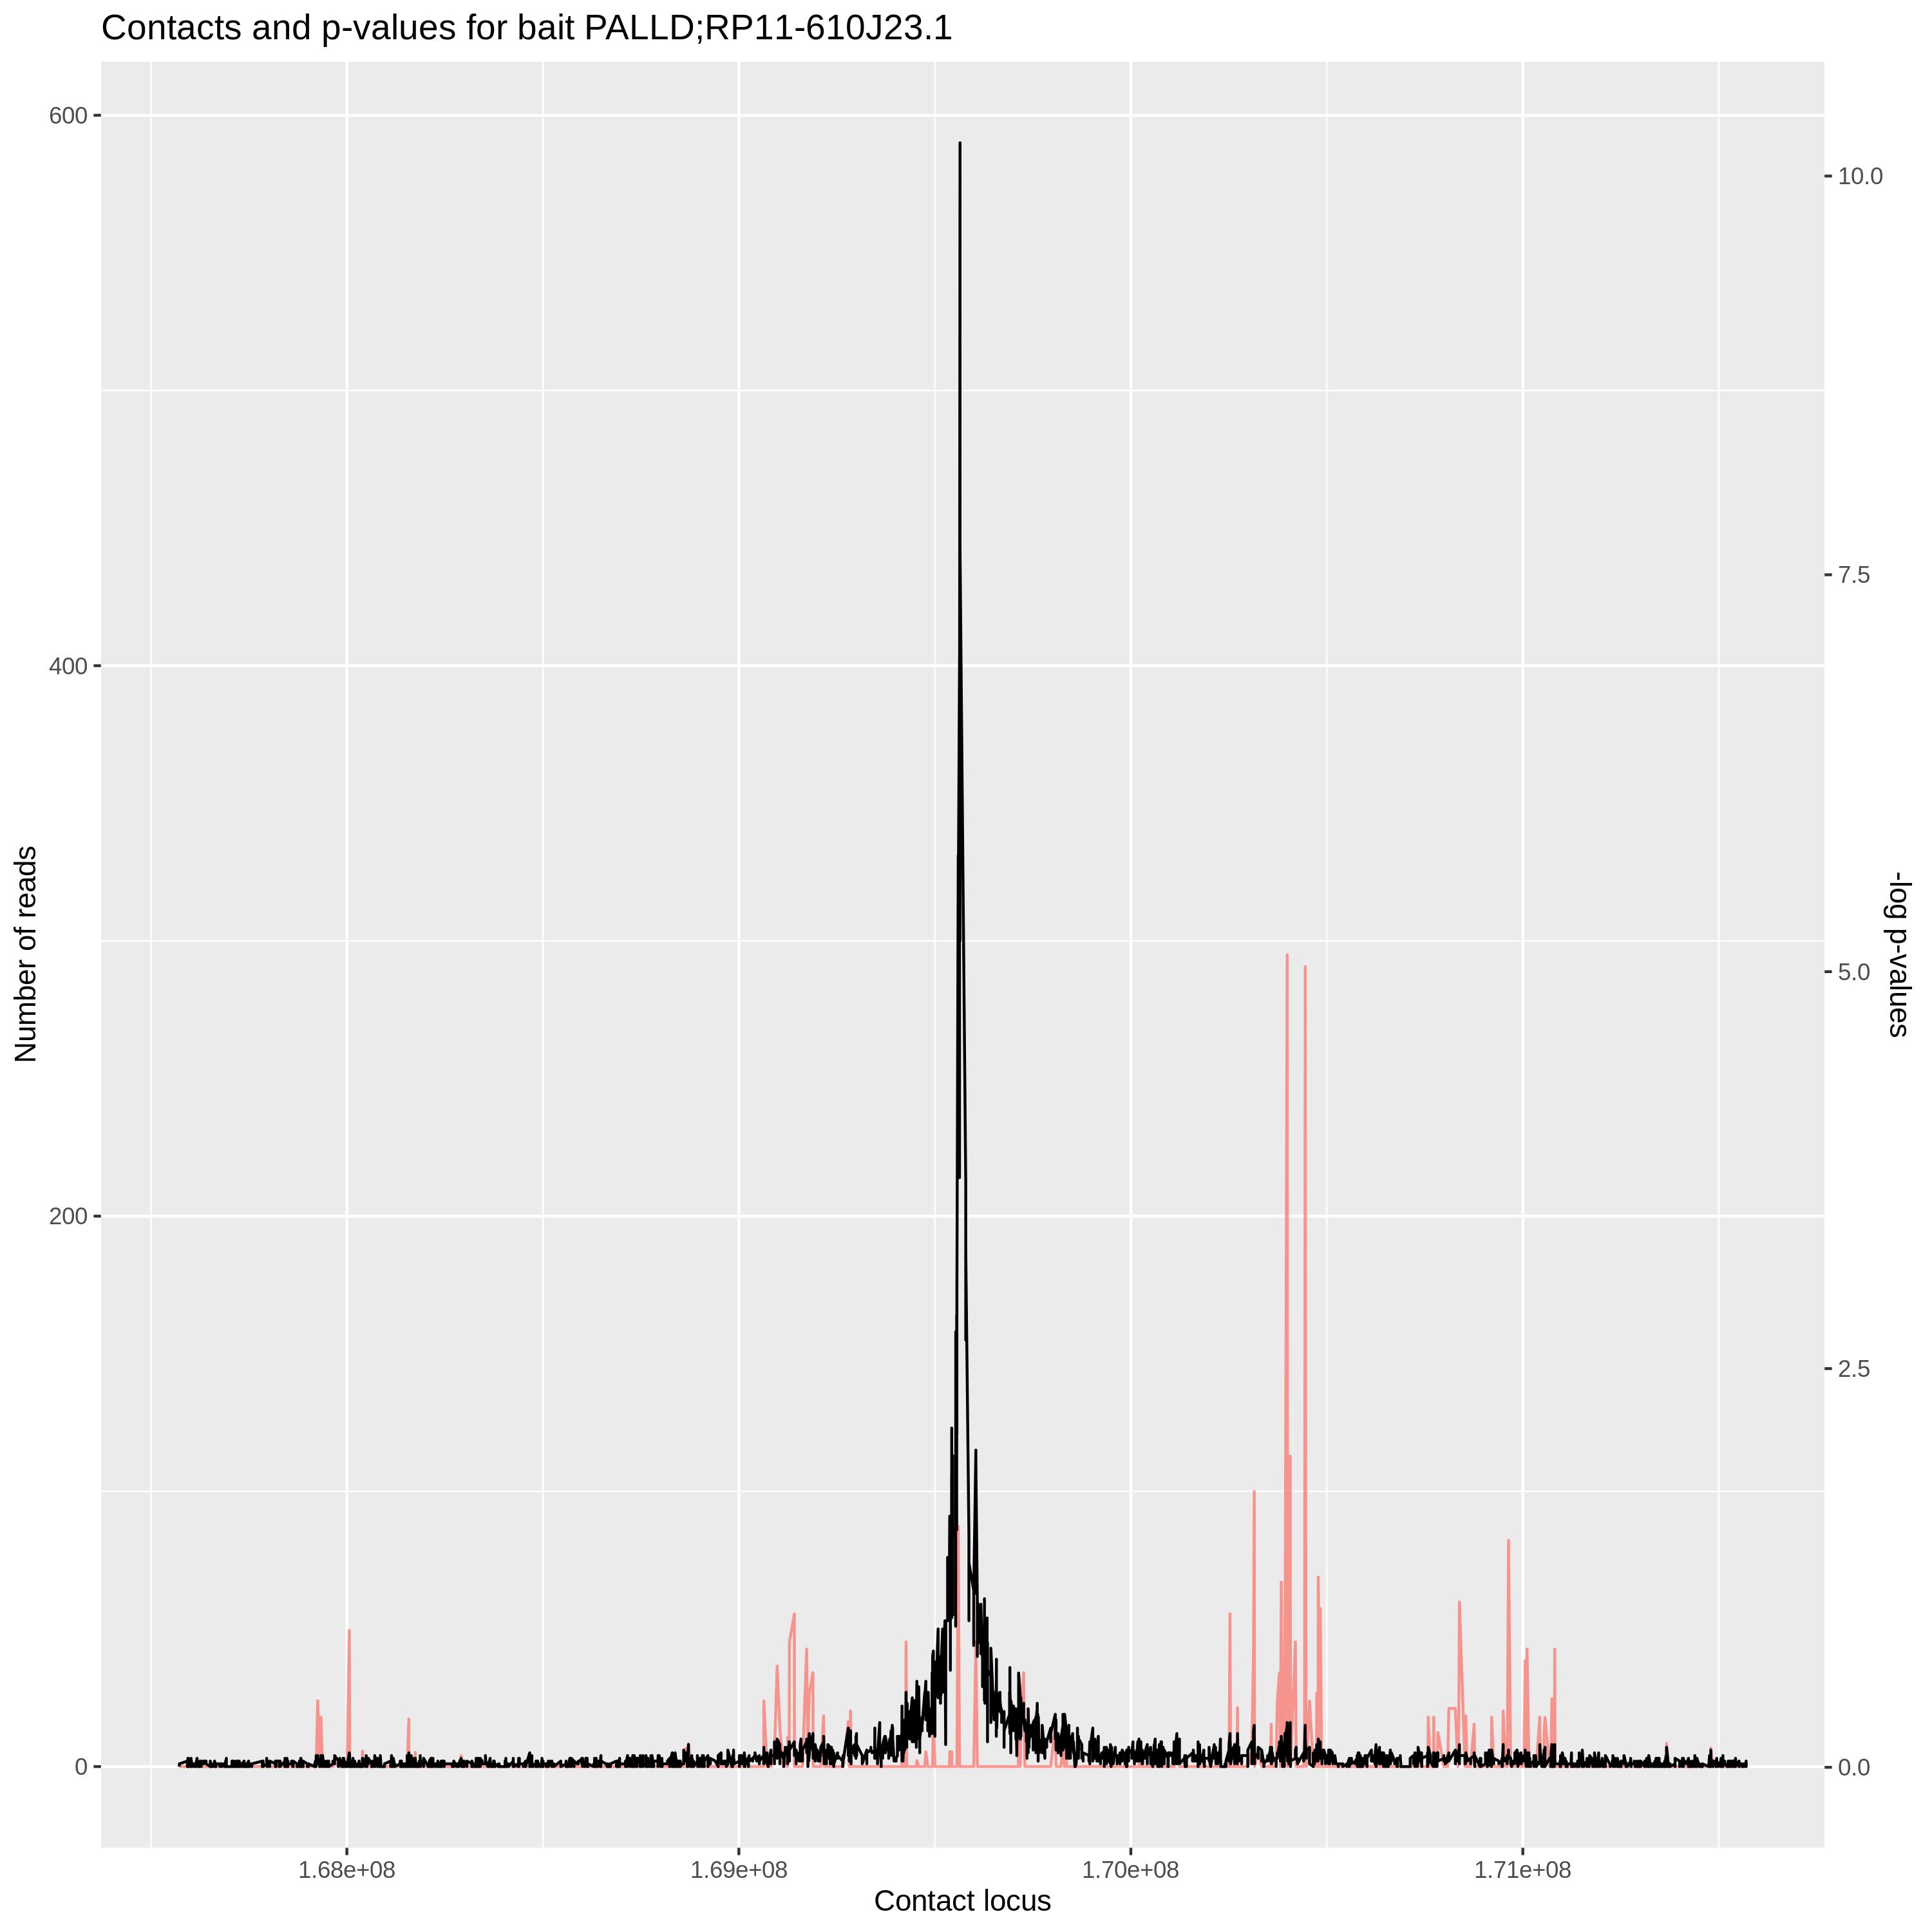 Contacts and p-values for bait PALLD;RP11-610J23.1
600
400
200
0
10.0
7.5
5.0
2.5
0.0
Number of reads
-log p-values
1.68e+08
1.69e+08
1.70e+08
1.71e+08
Contact locus